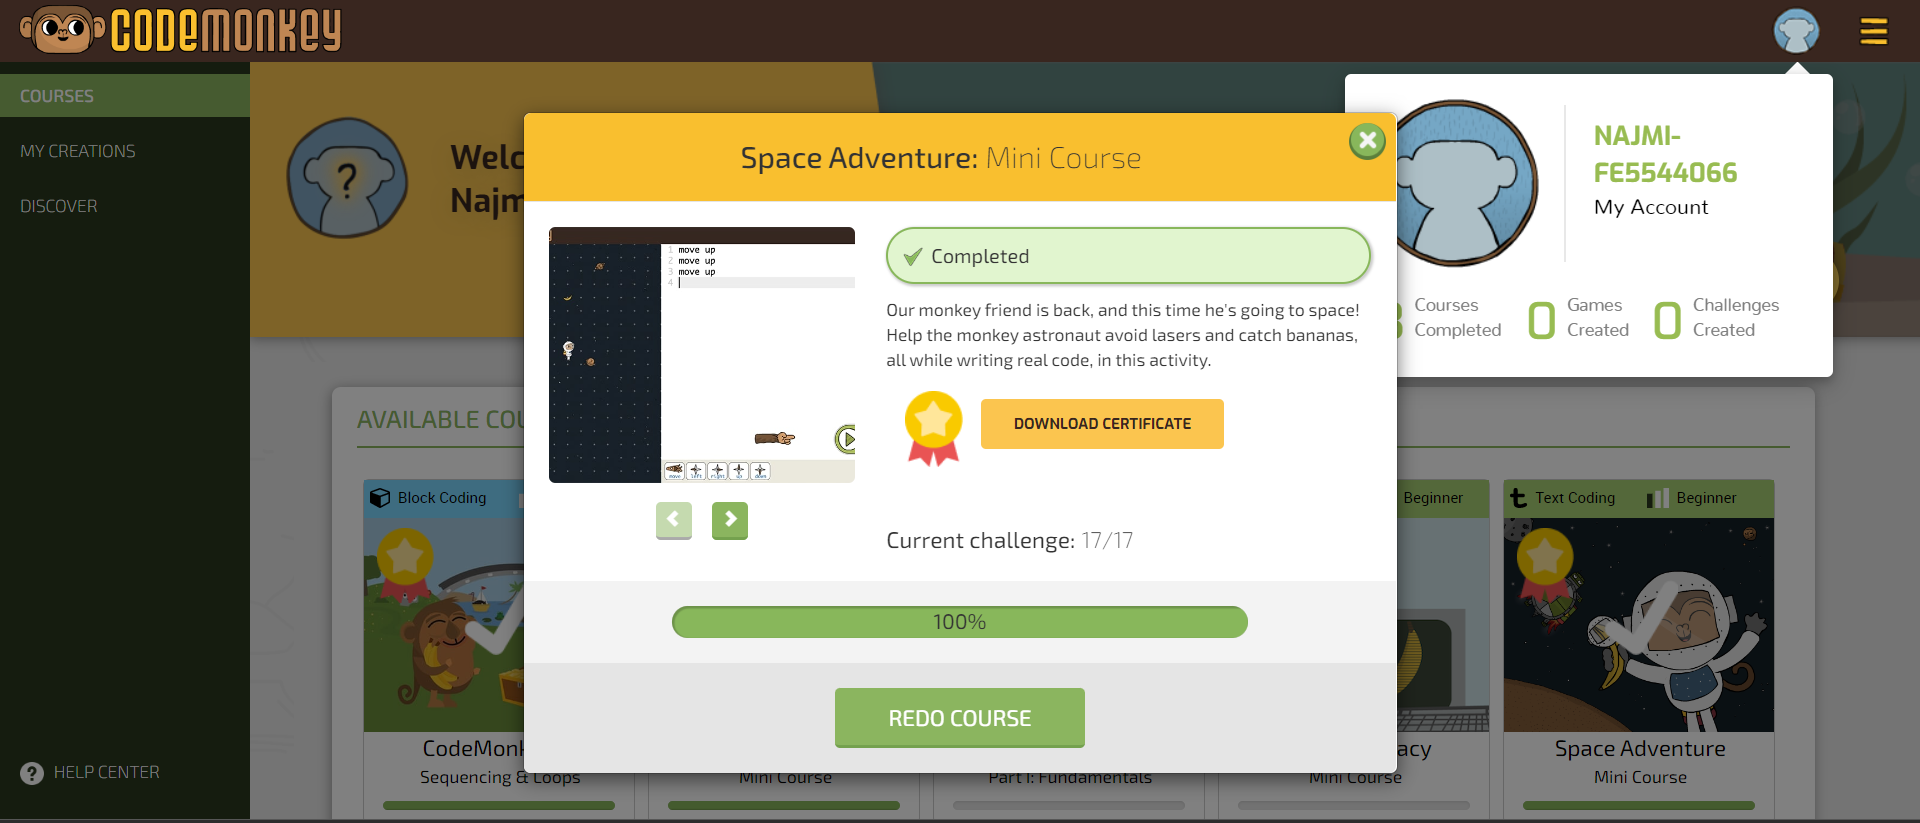 CODEMONKEY
COURSES
MY CREATIONS
DISCOVER
HELP CENTER
Welc
Najm
NAJMI-
FE5544066
My Account
Courses
Completed
0
Games
Created
0
Challenges
Created
Space Adventure: Mini Course
1 move up
2 move up
3 move up
4
move left right up down
Completed
Our monkey friend is back, and this time he's going to space!
Help the monkey astronaut avoid lasers and catch bananas,
all while writing real code, in this activity.
DOWNLOAD CERTIFICATE
Current challenge: 17/17
100%
REDO COURSE
AVAILABLE COU
Block Coding
CodeMonk
Sequencing & Loops
Mini Course
Part I: Fundamentals
Beginner
acy
Mini Course
Text Coding
Beginner
Space Adventure
Mini Course